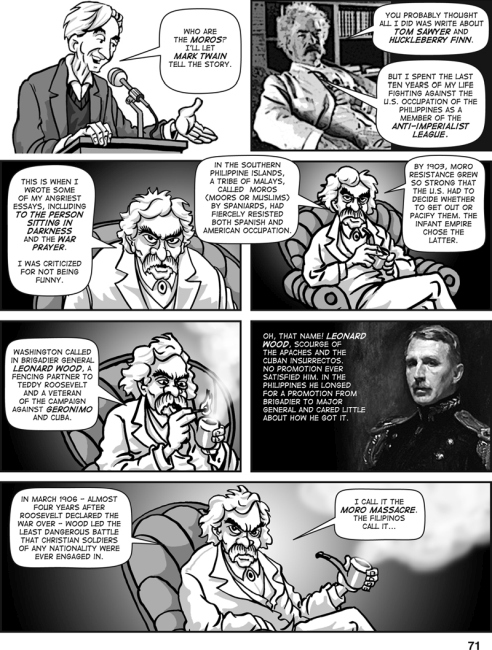 WHO ARE
THE MOROS?
I'LL LET
MARK TWAIN
TELL THE STORY.
YOU PROBABLY THOUGHT
ALL I DID WAS WRITE ABOUT
TOM SAWYER AND
HUCKLEBERRY FINN.
BUT I SPENT THE LAST
TEN YEARS OF MY LIFE
FIGHTING AGAINST THE
U.S. OCCUPATION OF THE
PHILIPPINES AS A
MEMBER OF THE
ANTI-IMPERIALIST
LEAGUE.
THIS IS WHEN I
WROTE SOME
OF MY ANGRIEST
ESSAYS, INCLUDING
TO THE PERSON
SITTING IN
DARKNESS
AND THE WAR
PRAYER.
I WAS CRITICIZED
FOR NOT BEING
FUNNY.
IN THE SOUTHERN
PHILIPPINE ISLANDS,
A TRIBE OF MALAYS,
CALLED MOROS
(MOORS OR MUSLIMS)
BY SPANIARDS, HAD
FIERCELY RESISTED
BOTH SPANISH AND
AMERICAN OCCUPATION.
BY 1903, MORO
RESISTANCE GREW
SO STRONG THAT
THE U.S. HAD TO
DECIDE WHETHER
TO GET OUT OR
PACIFY THEM. THE
INFANT EMPIRE
CHOSE THE
LATTER.
WASHINGTON CALLED
IN BRIGADIER GENERAL
LEONARD WOOD, A
FENCING PARTNER TO
TEDDY ROOSEVELT
AND A VETERAN
OF THE CAMPAIGN
AGAINST GERONIMO
AND CUBA.
OH, THAT NAME! LEONARD
WOOD, SCOURGE OF
THE APACHES AND THE
CUBAN INSURRECTOS.
NO PROMOTION EVER
SATISFIED HIM. IN THE
PHILIPPINES HE LONGED
FOR A PROMOTION FROM
BRIGADIER TO MAJOR
GENERAL AND CARED LITTLE
ABOUT HOW HE GOT IT.
IN MARCH 1906 – ALMOST
FOUR YEARS AFTER
ROOSEVELT DECLARED THE
WAR OVER – WOOD LED THE
LEAST DANGEROUS BATTLE
THAT CHRISTIAN SOLDIERS
OF ANY NATIONALITY WERE
EVER ENGAGED IN.
I CALL IT THE
MORO MASSACRE.
THE FILIPINOS
CALL IT...
71